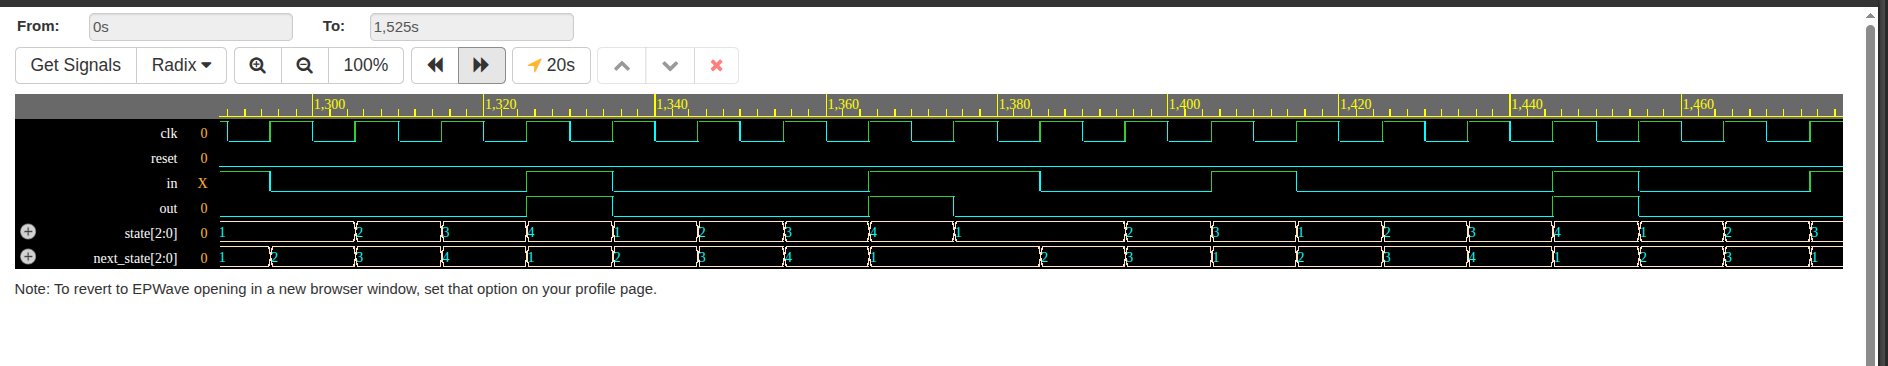 From: 0s To: 1,525s
Get Signals Radix 100% 20s
1,300 1,320 1,340 1,360 1,380 1,400 1,420 1,440 1,460
clk 0
reset 0
in X
out 0
state[2:0] 0 1 2 3 4 1 2 3 4 1 2 3 1 2 3 4 1 2 3
next_state[2:0] 0 1 2 3 4 1 2 3 4 1 2 3 1 2 3 4 1 2 3 1
Note: To revert to EPWave opening in a new browser window, set that option on your profile page.